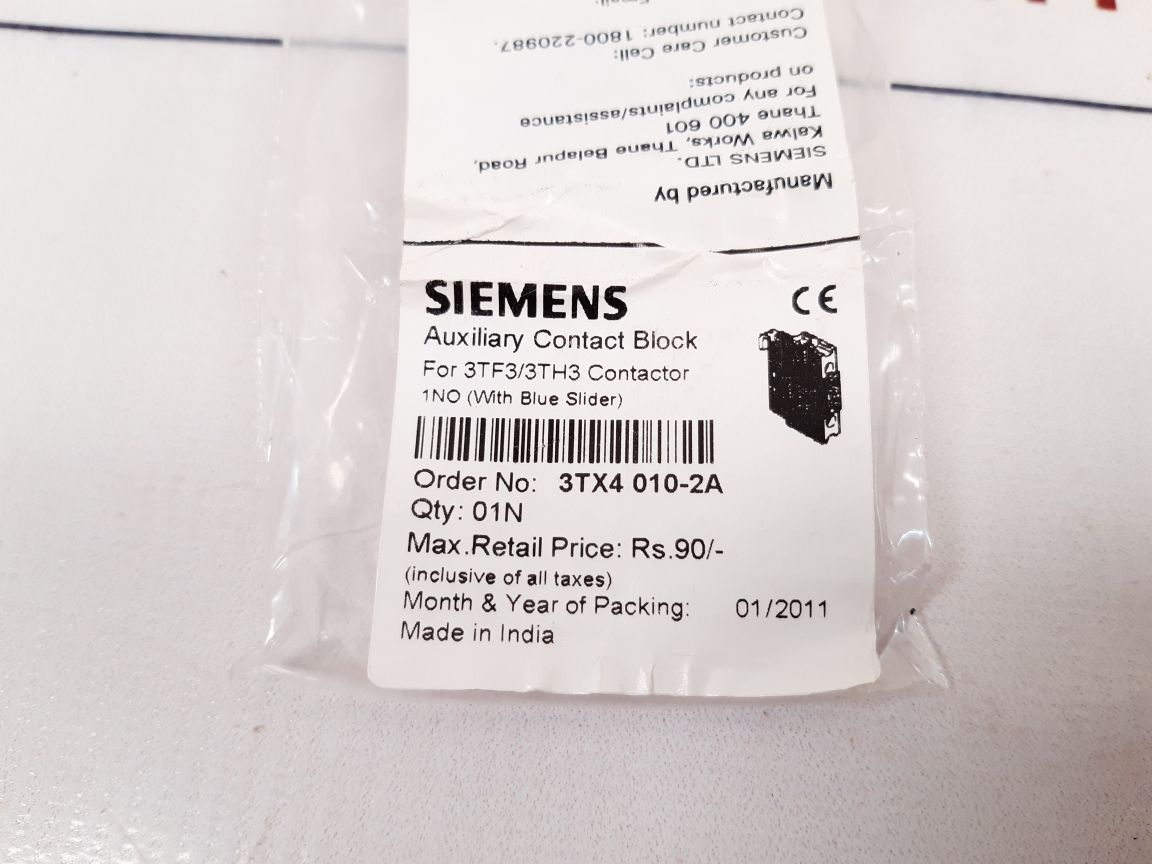 SIEMENS
CE
Auxiliary Contact Block
For 3TF3/3TH3 Contactor
1NO (With Blue Slider)
Order No: 3TX4 010-2A
Qty: 01N
Max.Retail Price: Rs.90/-
(inclusive of all taxes)
Month & Year of Packing: 01/2011
Made in India
Manufactured by
SIEMENS LTD.
Kalwa Works, Thane Belapur Road,
Thane 400 601
For any complaints/assistance
on products:
Customer Care Cell:
Contact number: 1800-220987.